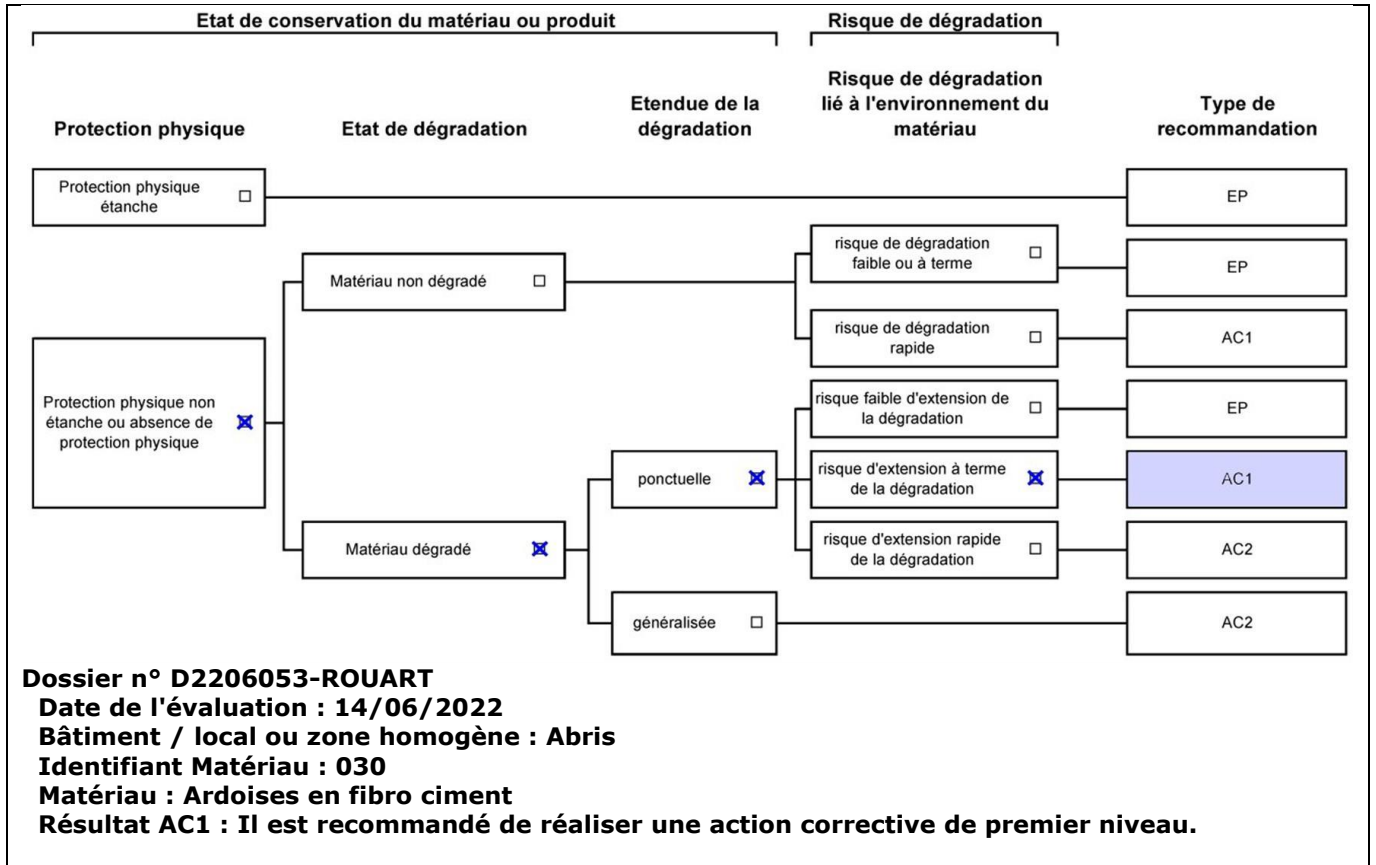 Etat de conservation du matériau ou produit
Risque de dégradation
Protection physique
Etat de dégradation
Etendue de la
dégradation
Risque de dégradation
lié à l'environnement du
matériau
Type de
recommandation
Protection physique
étanche
EP
risque de dégradation
faible ou à terme
EP
Matériau non dégradé
risque de dégradation
rapide
AC1
Protection physique non
étanche ou absence de
protection physique
risque faible d'extension de
la dégradation
EP
ponctuelle
risque d'extension à terme
de la dégradation
AC1
Matériau dégradé
risque d'extension rapide
de la dégradation
AC2
généralisée
AC2
Dossier n° D2206053-ROUART
Date de l'évaluation : 14/06/2022
Bâtiment / local ou zone homogène : Abris
Identifiant Matériau : 030
Matériau : Ardoises en fibro ciment
Résultat AC1 : Il est recommandé de réaliser une action corrective de premier niveau.